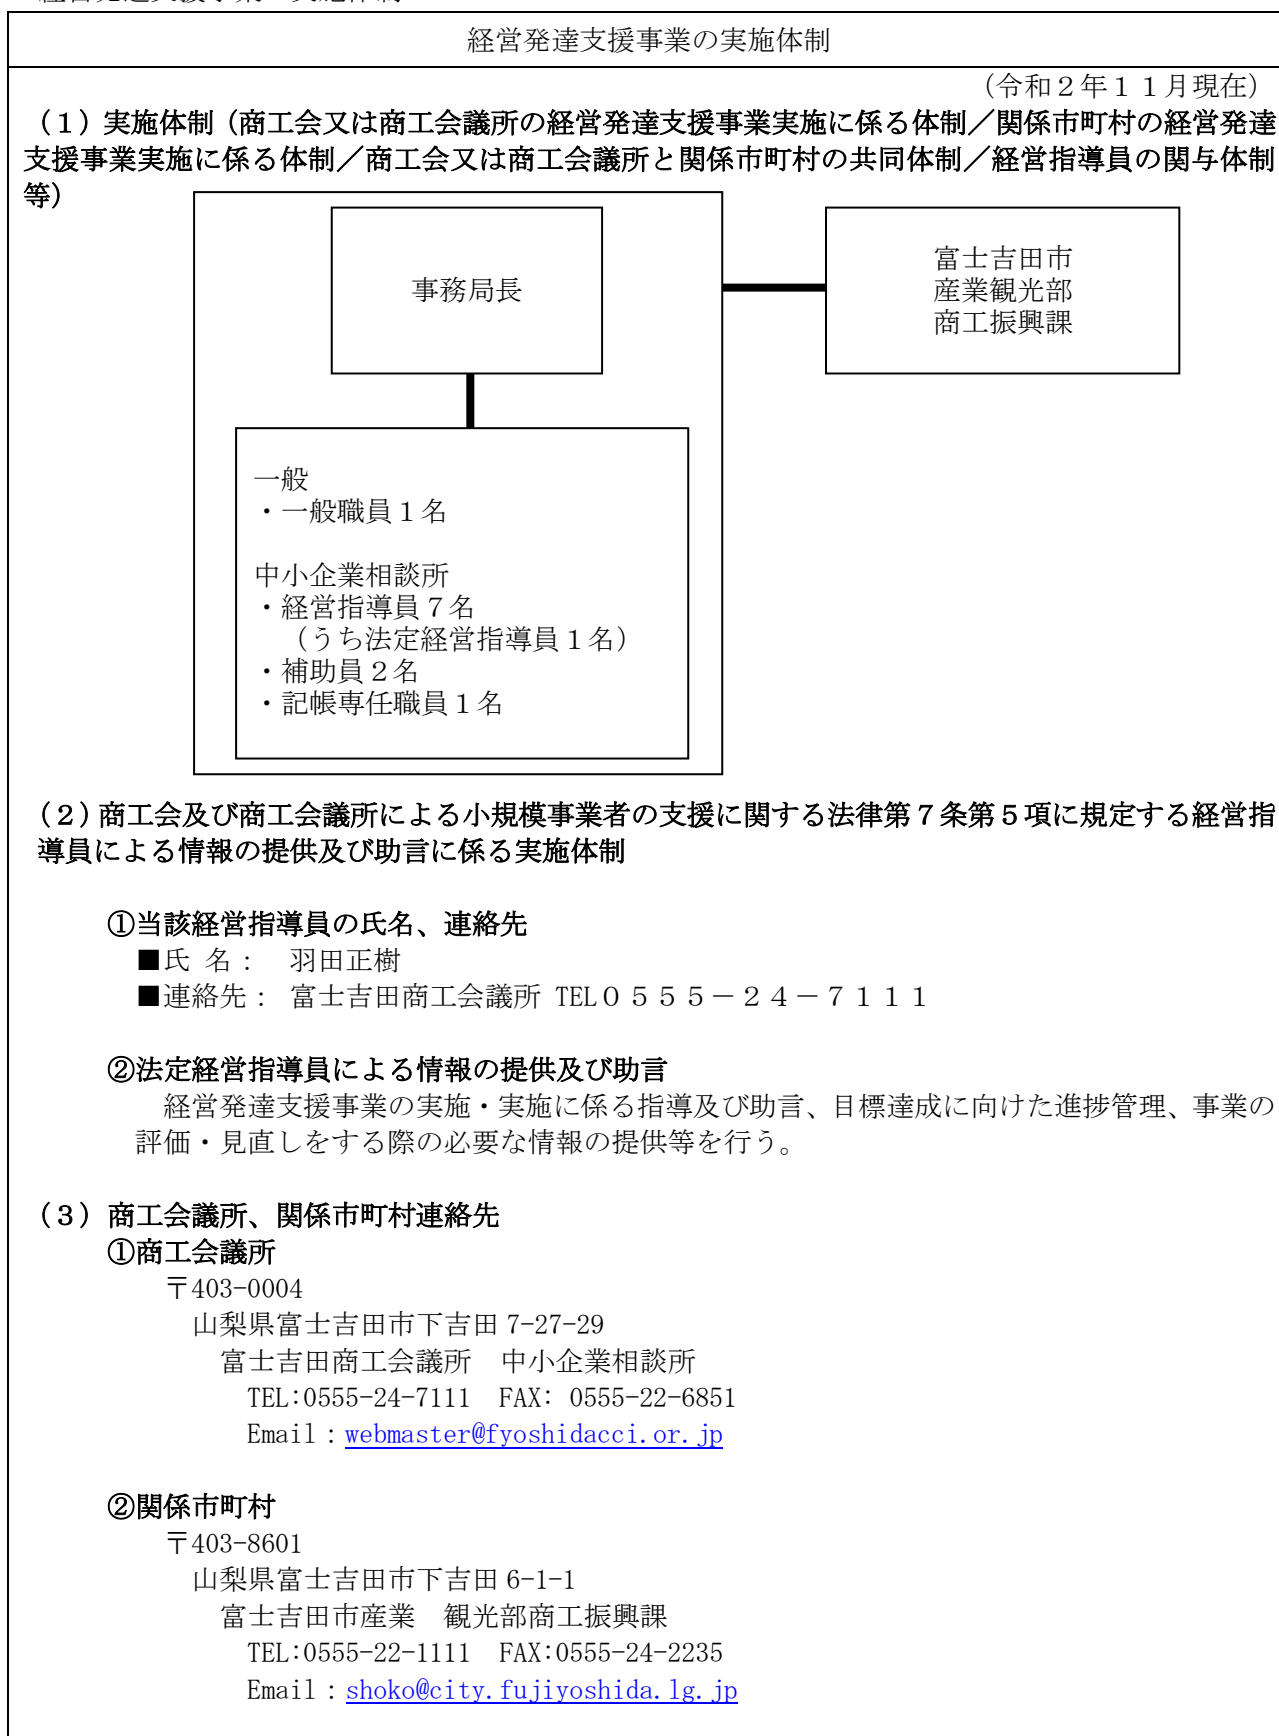 経営発達支援事業の実施体制
（令和２年１１月現在）
（１）実施体制（商工会又は商工会議所の経営発達支援事業実施に係る体制／関係市町村の経営発達
支援事業実施に係る体制／商工会又は商工会議所と関係市町村の共同体制／経営指導員の関与体制
等）
事務局長
富士吉田市
産業観光部
商工振興課
一般
・一般職員１名
中小企業相談所
・経営指導員７名
（うち法定経営指導員１名）
・補助員２名
・記帳専任職員１名
（２）商工会及び商工会議所による小規模事業者の支援に関する法律第７条第５項に規定する経営指
導員による情報の提供及び助言に係る実施体制
①当該経営指導員の氏名、連絡先
■氏 名：　羽田正樹
■連絡先： 富士吉田商工会議所 TEL０５５５－２４－７１１１
②法定経営指導員による情報の提供及び助言
経営発達支援事業の実施・実施に係る指導及び助言、目標達成に向けた進捗管理、事業の
評価・見直しをする際の必要な情報の提供等を行う。
（３）商工会議所、関係市町村連絡先
①商工会議所
〒403-0004
山梨県富士吉田市下吉田 7-27-29
富士吉田商工会議所　中小企業相談所
TEL:0555-24-7111　FAX: 0555-22-6851
Email：webmaster@fyoshidacci.or.jp
②関係市町村
〒403-8601
山梨県富士吉田市下吉田 6-1-1
富士吉田市産業　観光部商工振興課
TEL:0555-22-1111　FAX:0555-24-2235
Email：shoko@city.fujiyoshida.lg.jp